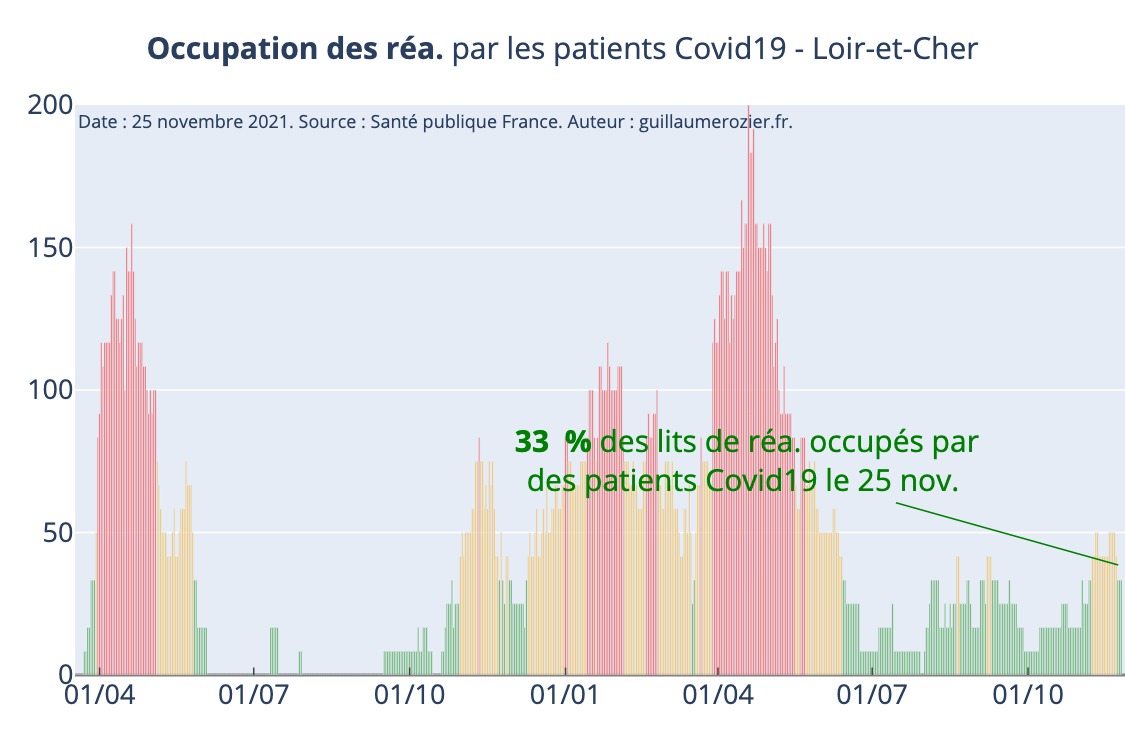 Occupation des réa. par les patients Covid19 - Loir-et-Cher
200
Date : 25 novembre 2021. Source : Santé publique France. Auteur : guillaumerozier.fr.
150
100
33 % des lits de réa. occupés par
des patients Covid19 le 25 nov.
50
0
01/04 01/07 01/10 01/01 01/04 01/07 01/10